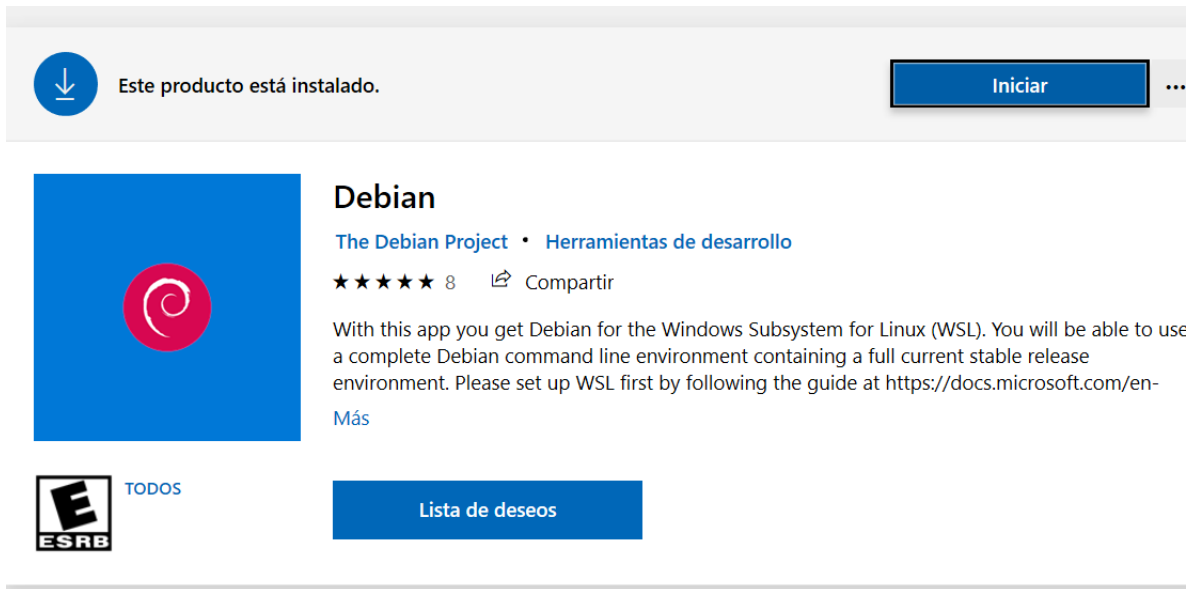 Este producto está instalado.
Iniciar
...
Debian
The Debian Project • Herramientas de desarrollo
★★★★★ 8 Compartir
With this app you get Debian for the Windows Subsystem for Linux (WSL). You will be able to use
a complete Debian command line environment containing a full current stable release
environment. Please set up WSL first by following the guide at https://docs.microsoft.com/en-
Más
E
ESRB
TODOS
Lista de deseos